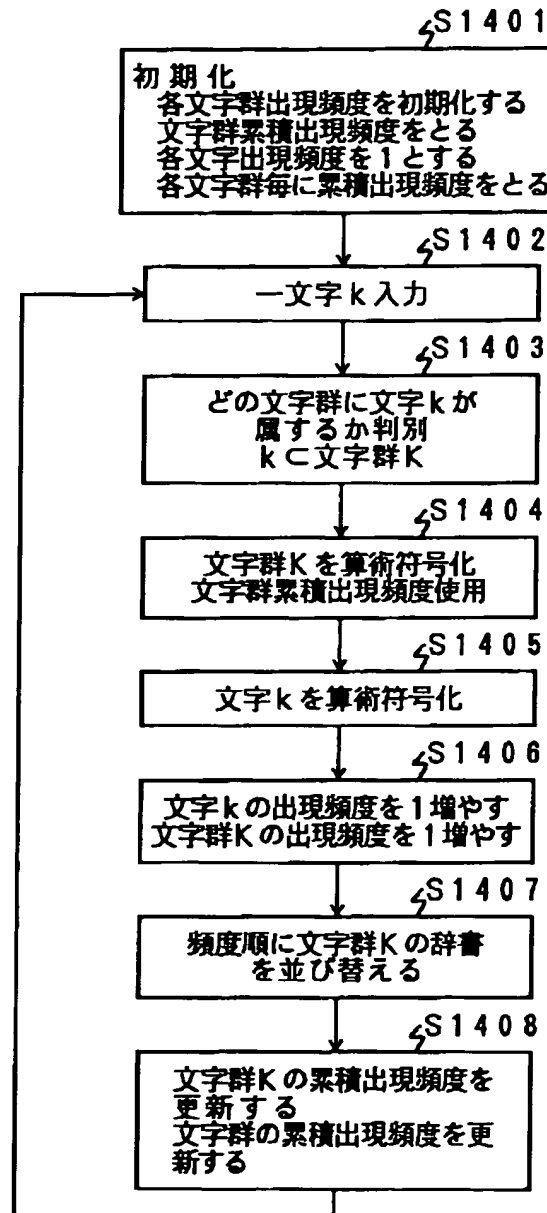 S1401
初期化
各文字群出現頻度を初期化する
文字群累積出現頻度をとる
各文字出現頻度を1とする
各文字群毎に累積出現頻度をとる
S1402
一文字k入力
S1403
どの文字群に文字kが
属するか判別
k⊂文字群K
S1404
文字群Kを算術符号化
文字群累積出現頻度使用
S1405
文字kを算術符号化
S1406
文字kの出現頻度を1増やす
文字群Kの出現頻度を1増やす
S1407
頻度順に文字群Kの辞書
を並び替える
S1408
文字群Kの累積出現頻度を
更新する
文字群の累積出現頻度を更
新する